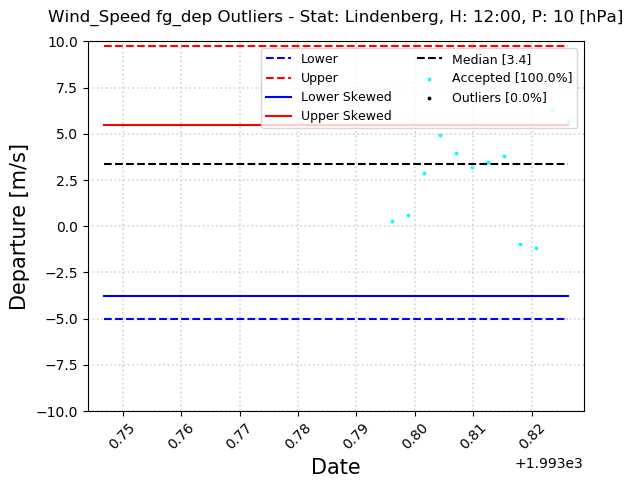 Wind_Speed fg_dep Outliers - Stat: Lindenberg, H: 12:00, P: 10 [hPa]
10.0
7.5
5.0
2.5
0.0
−2.5
−5.0
−7.5
−10.0
Departure [m/s]
Lower
Upper
Lower Skewed
Upper Skewed
Median [3.4]
Accepted [100.0%]
Outliers [0.0%]
0.75
0.76
0.77
0.78
0.79
0.80
0.81
0.82
+1.993e3
Date